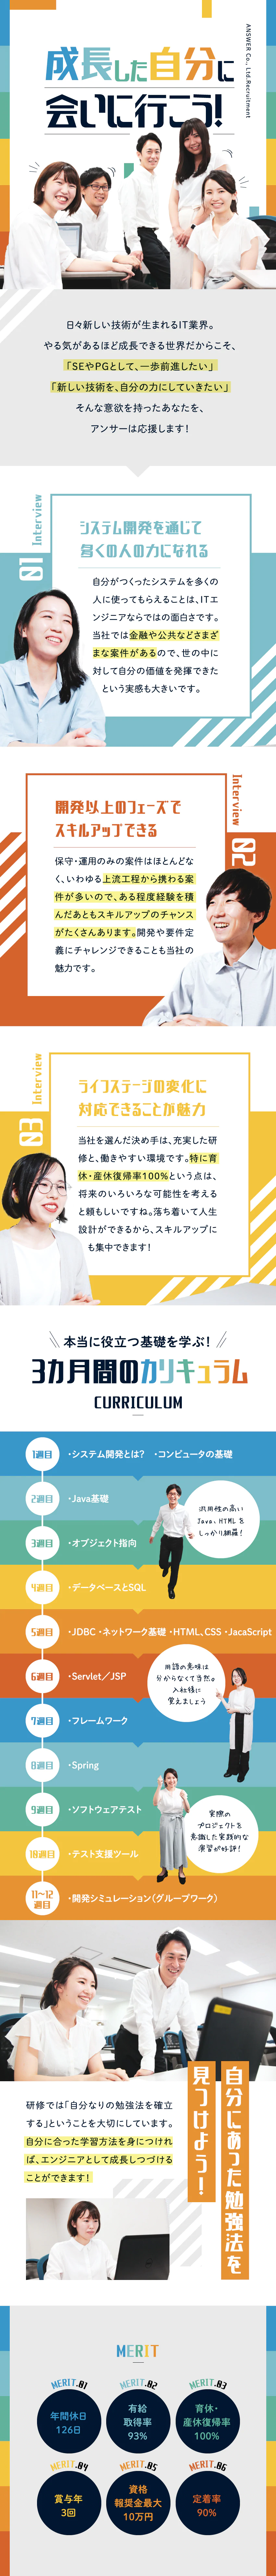 成長した自分に
会いに行こう!
ANSWER Co., Ltd.Recruitment
日々新しい技術が生まれるIT業界。
やる気があるほど成長できる世界だからこそ、
「SEやPGとして、一歩前進したい」
「新しい技術を、自分の力にしていきたい」
そんな意欲を持ったあなたを、
アンサーは応援します!
Interview
01
システム開発を通じて
多くの人の力になれる
自分がつくったシステムを多くの
人に使ってもらえることは、ITエ
ンジニアならではの面白さです。
当社では金融や公共などさまざ
まな案件があるので、世の中に
対して自分の価値を発揮できた
という実感も大きいです。
Interview
02
開発以上のフェーズで
スキルアップできる
保守・運用のみの案件はほとんどな
く、いわゆる上流工程から携わる案
件が多いので、ある程度経験を積
んだあともスキルアップのチャンス
がたくさんあります。開発や要件定
義にチャレンジできることも当社の
魅力です。
Interview
03
ライフステージの変化に
対応できることが魅力
当社を選んだ決め手は、充実した研
修と、働きやすい環境です。特に育
休・産休復帰率100%という点は、
将来のいろいろな可能性を考える
と頼もしいですね。落ち着いて人生
設計ができるから、スキルアップに
も集中できます!
本当に役立つ基礎を学ぶ!
3カ月間のカリキュラム
CURRICULUM
1週目 ・システム開発とは? ・コンピュータの基礎
2週目 ・Java基礎
汎用性の高い
Java、HTMLを
しっかり網羅!
3週目 ・オブジェクト指向
4週目 ・データベースとSQL
5週目 ・JDBC ・ネットワーク基礎 ・HTML、CSS ・JacaScript
6週目 ・Servlet/JSP
用語の意味は
分からなくて当然。
入社後に
覚えましょう
7週目 ・フレームワーク
8週目 ・Spring
9週目 ・ソフトウェアテスト
実際の
プロジェクトを
意識した実践的な
演習が好評!
10週目 ・テスト支援ツール
11〜12
週目
・開発シミュレーション(グループワーク)
自分にあった勉強法を
見つけよう!
研修では「自分なりの勉強法を確立
する」ということを大切にしています。
自分に合った学習方法を身につけれ
ば、エンジニアとして成長しつづける
ことができます!
MERIT
MERIT.01
年間休日
126日
MERIT.02
有給
取得率
93%
MERIT.03
育休・
産休復帰率
100%
MERIT.04
賞与年
3回
MERIT.05
資格
報奨金最大
10万円
MERIT.06
定着率
90%